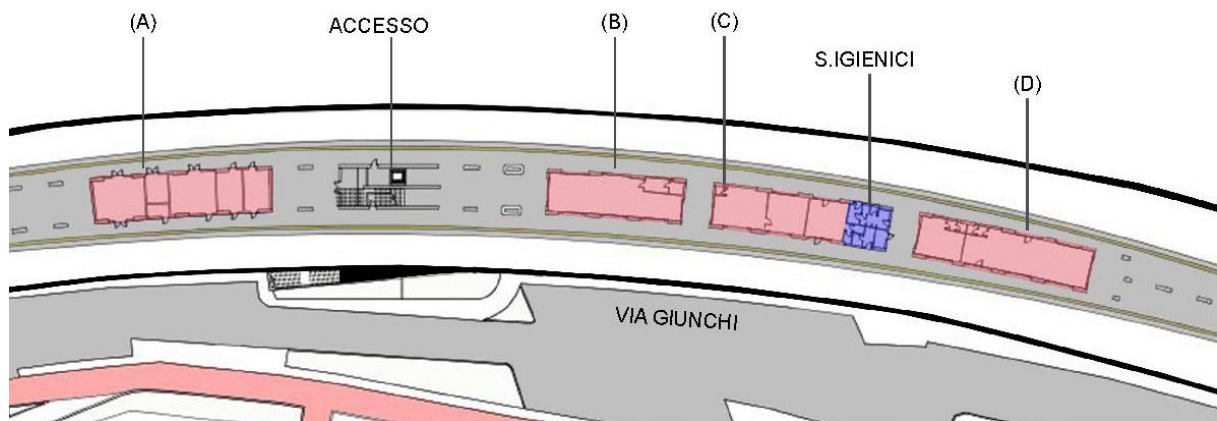 (A)
ACCESSO
(B)
(C)
S.IGIENICI
(D)
VIA GIUNCHI